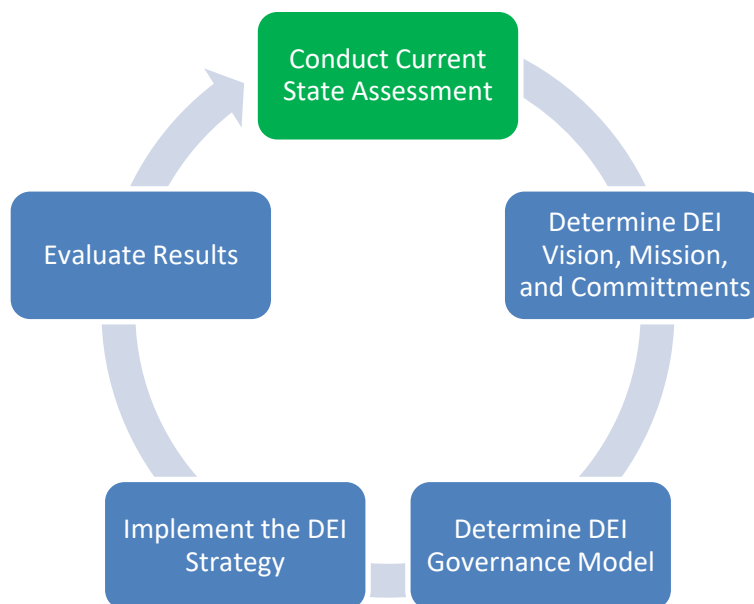 Conduct Current
State Assessment
Determine DEI
Vision, Mission,
and Committments
Determine DEI
Governance Model
Implement the DEI
Strategy
Evaluate Results